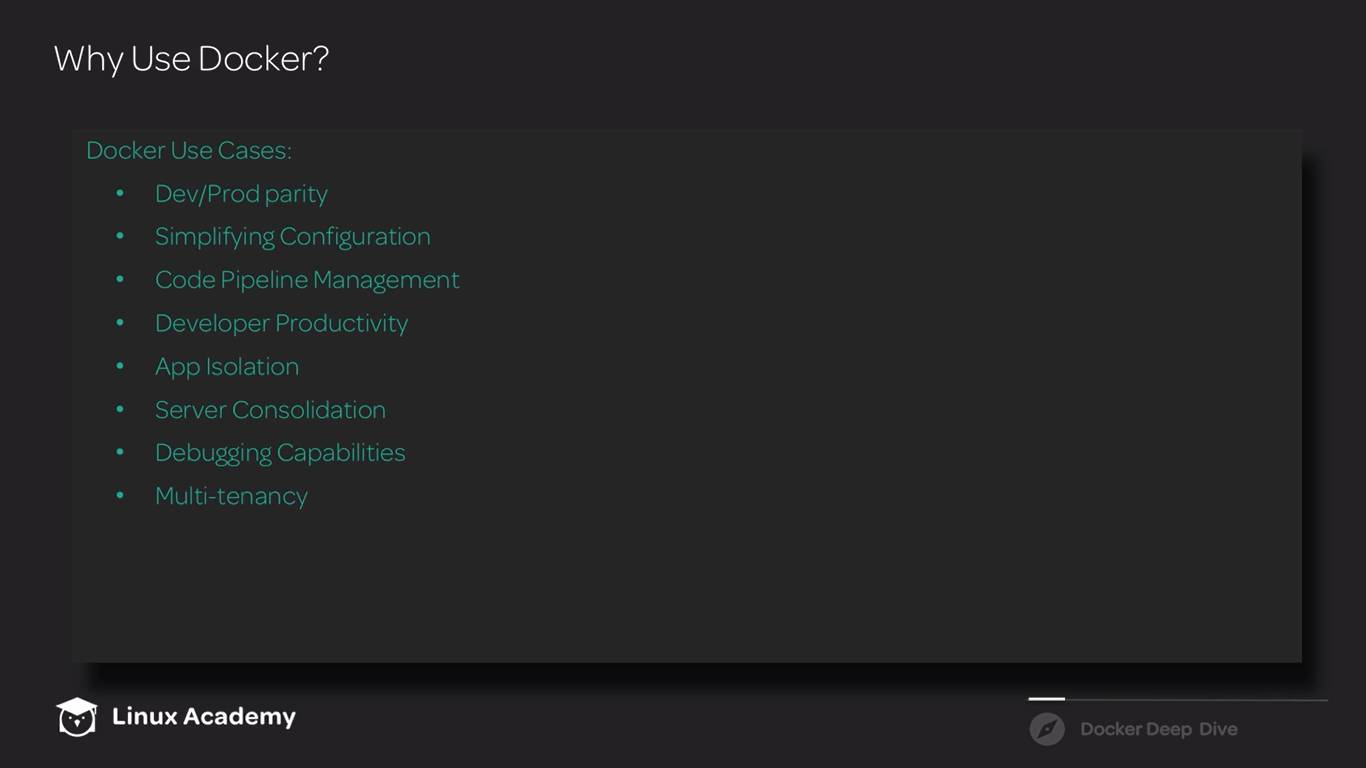 Why Use Docker?
Docker Use Cases:
• Dev/Prod parity
• Simplifying Configuration
• Code Pipeline Management
• Developer Productivity
• App Isolation
• Server Consolidation
• Debugging Capabilities
• Multi-tenancy
Linux Academy
Docker Deep Dive